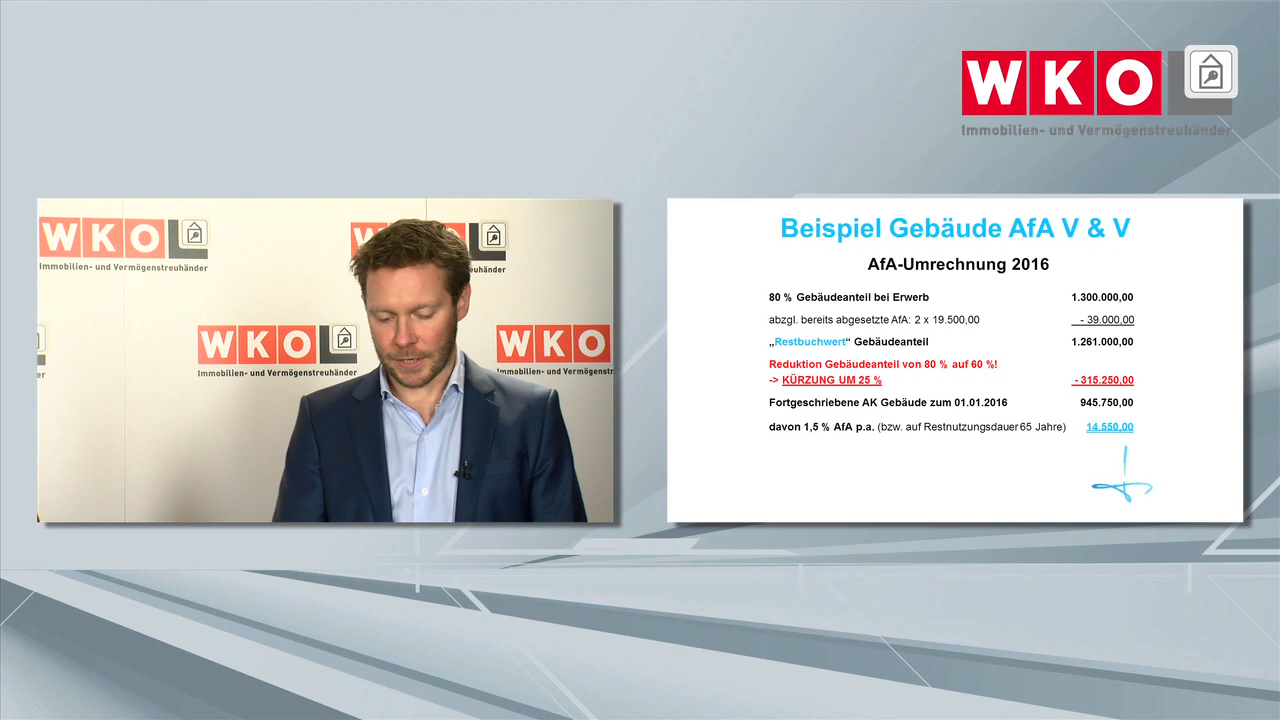 WKO
Immobilien- und Vermögenstreuhänder
WKO
Immobilien- und Vermögenstreuhänder
WK
euhänder
WKO
Immobilien- und Vermögenstreuhänder
WKO
Immobilien- und Vermögenstreuhänder
er
Beispiel Gebäude AfA V & V
AfA-Umrechnung 2016
80 % Gebäudeanteil bei Erwerb 1.300.000,00
abzgl. bereits abgesetzte AfA: 2 x 19.500,00 - 39.000,00
„Restbuchwert“ Gebäudeanteil 1.261.000,00
Reduktion Gebäudeanteil von 80 % auf 60 %!
-> KÜRZUNG UM 25 % - 315.250,00
Fortgeschriebene AK Gebäude zum 01.01.2016 945.750,00
davon 1,5 % AfA p.a. (bzw. auf Restnutzungsdauer 65 Jahre) 14.550,00